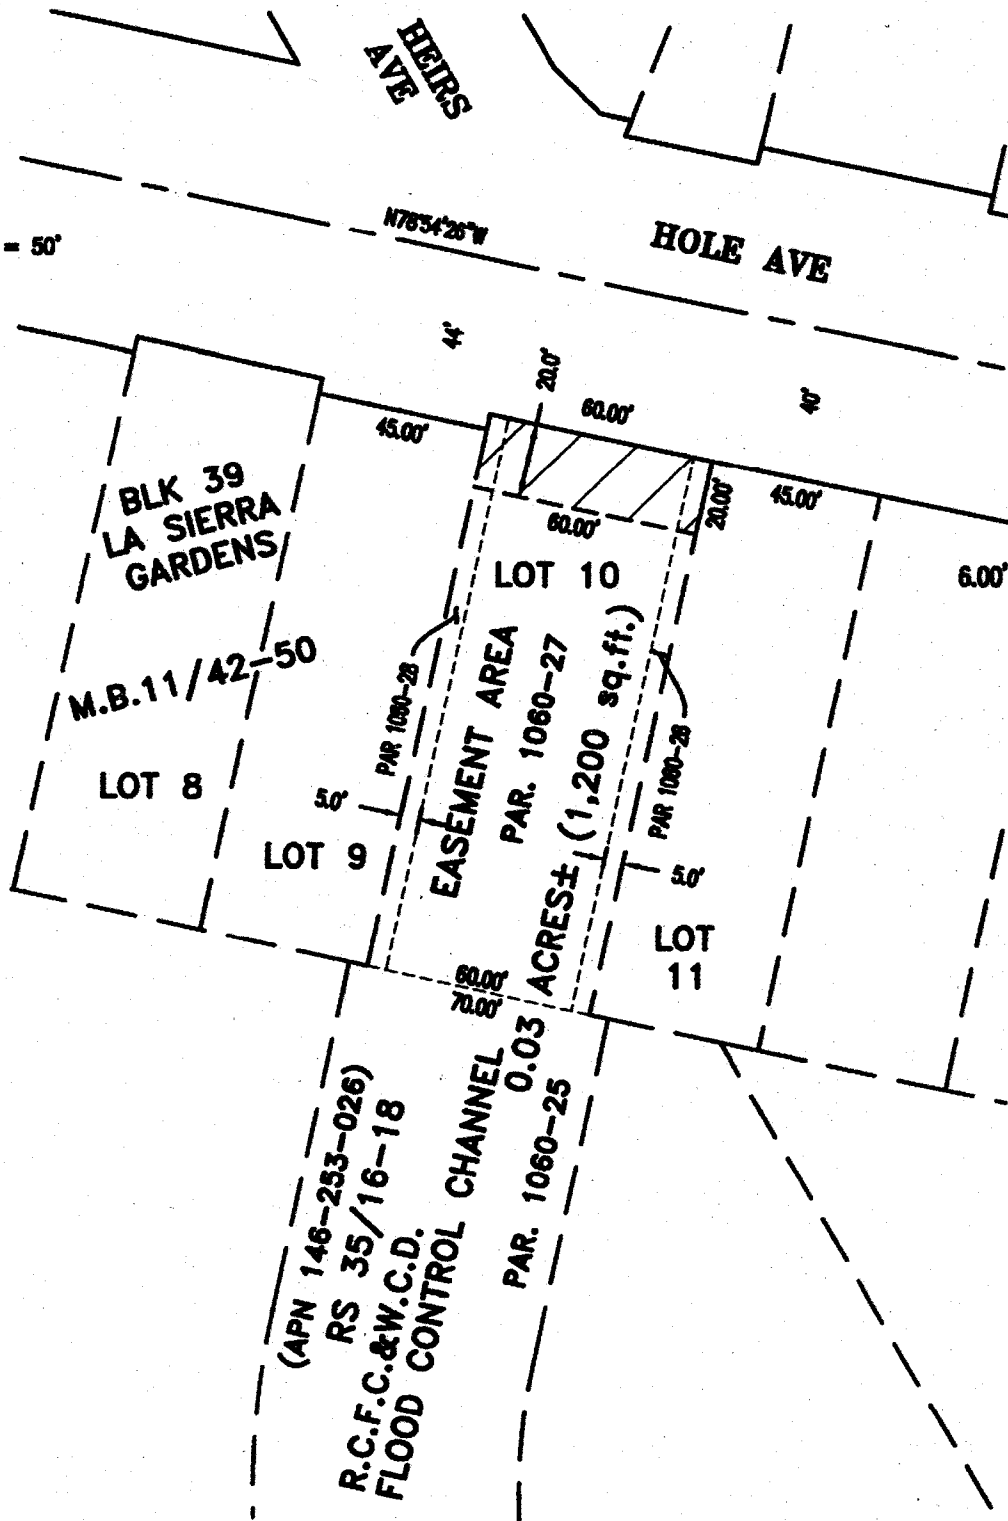 HEIRS
AVE
N78°54'26"W
HOLE AVE
= 50'
44'
20.0'
60.00'
40'
45.00'
BLK 39
LA SIERRA
GARDENS
60.00'
20.00'
45.00'
6.00'
LOT 10
M.B.11/42-50
PAR 1060-28
EASEMENT AREA
PAR. 1060-27
0.03 ACRES± (1,200 sq.ft.)
PAR 1060-28
LOT 8
5.0'
LOT 9
5.0'
LOT
11
60.00'
70.00'
(APN 146-253-026)
RS 35/16-18
R.C.F.C.&W.C.D.
FLOOD CONTROL CHANNEL
PAR. 1060-25